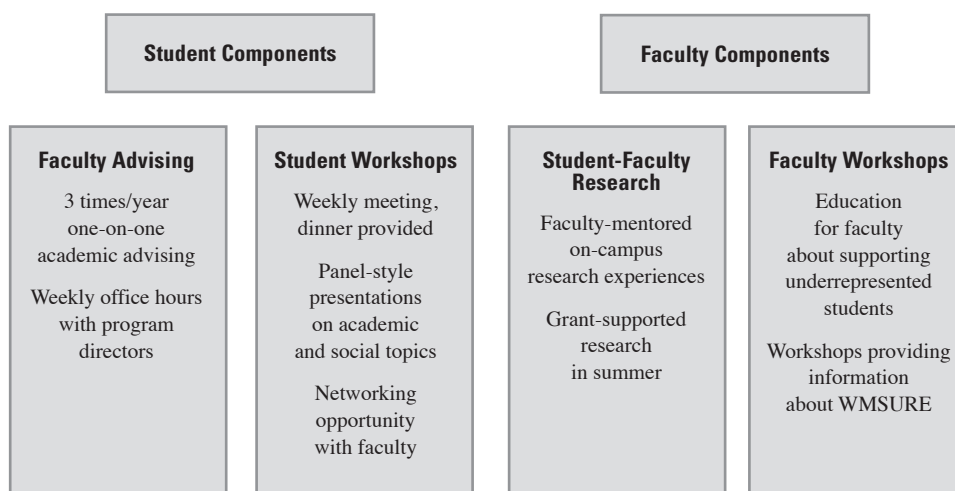 Student Components
Faculty Components
Faculty Advising
3 times/year
one-on-one
academic advising
Weekly office hours
with program
directors
Student Workshops
Weekly meeting,
dinner provided
Panel-style
presentations
on academic
and social topics
Networking
opportunity
with faculty
Student-Faculty
Research
Faculty-mentored
on-campus
research experiences
Grant-supported
research
in summer
Faculty Workshops
Education
for faculty
about supporting
underrepresented
students
Workshops providing
information
about WMSURE